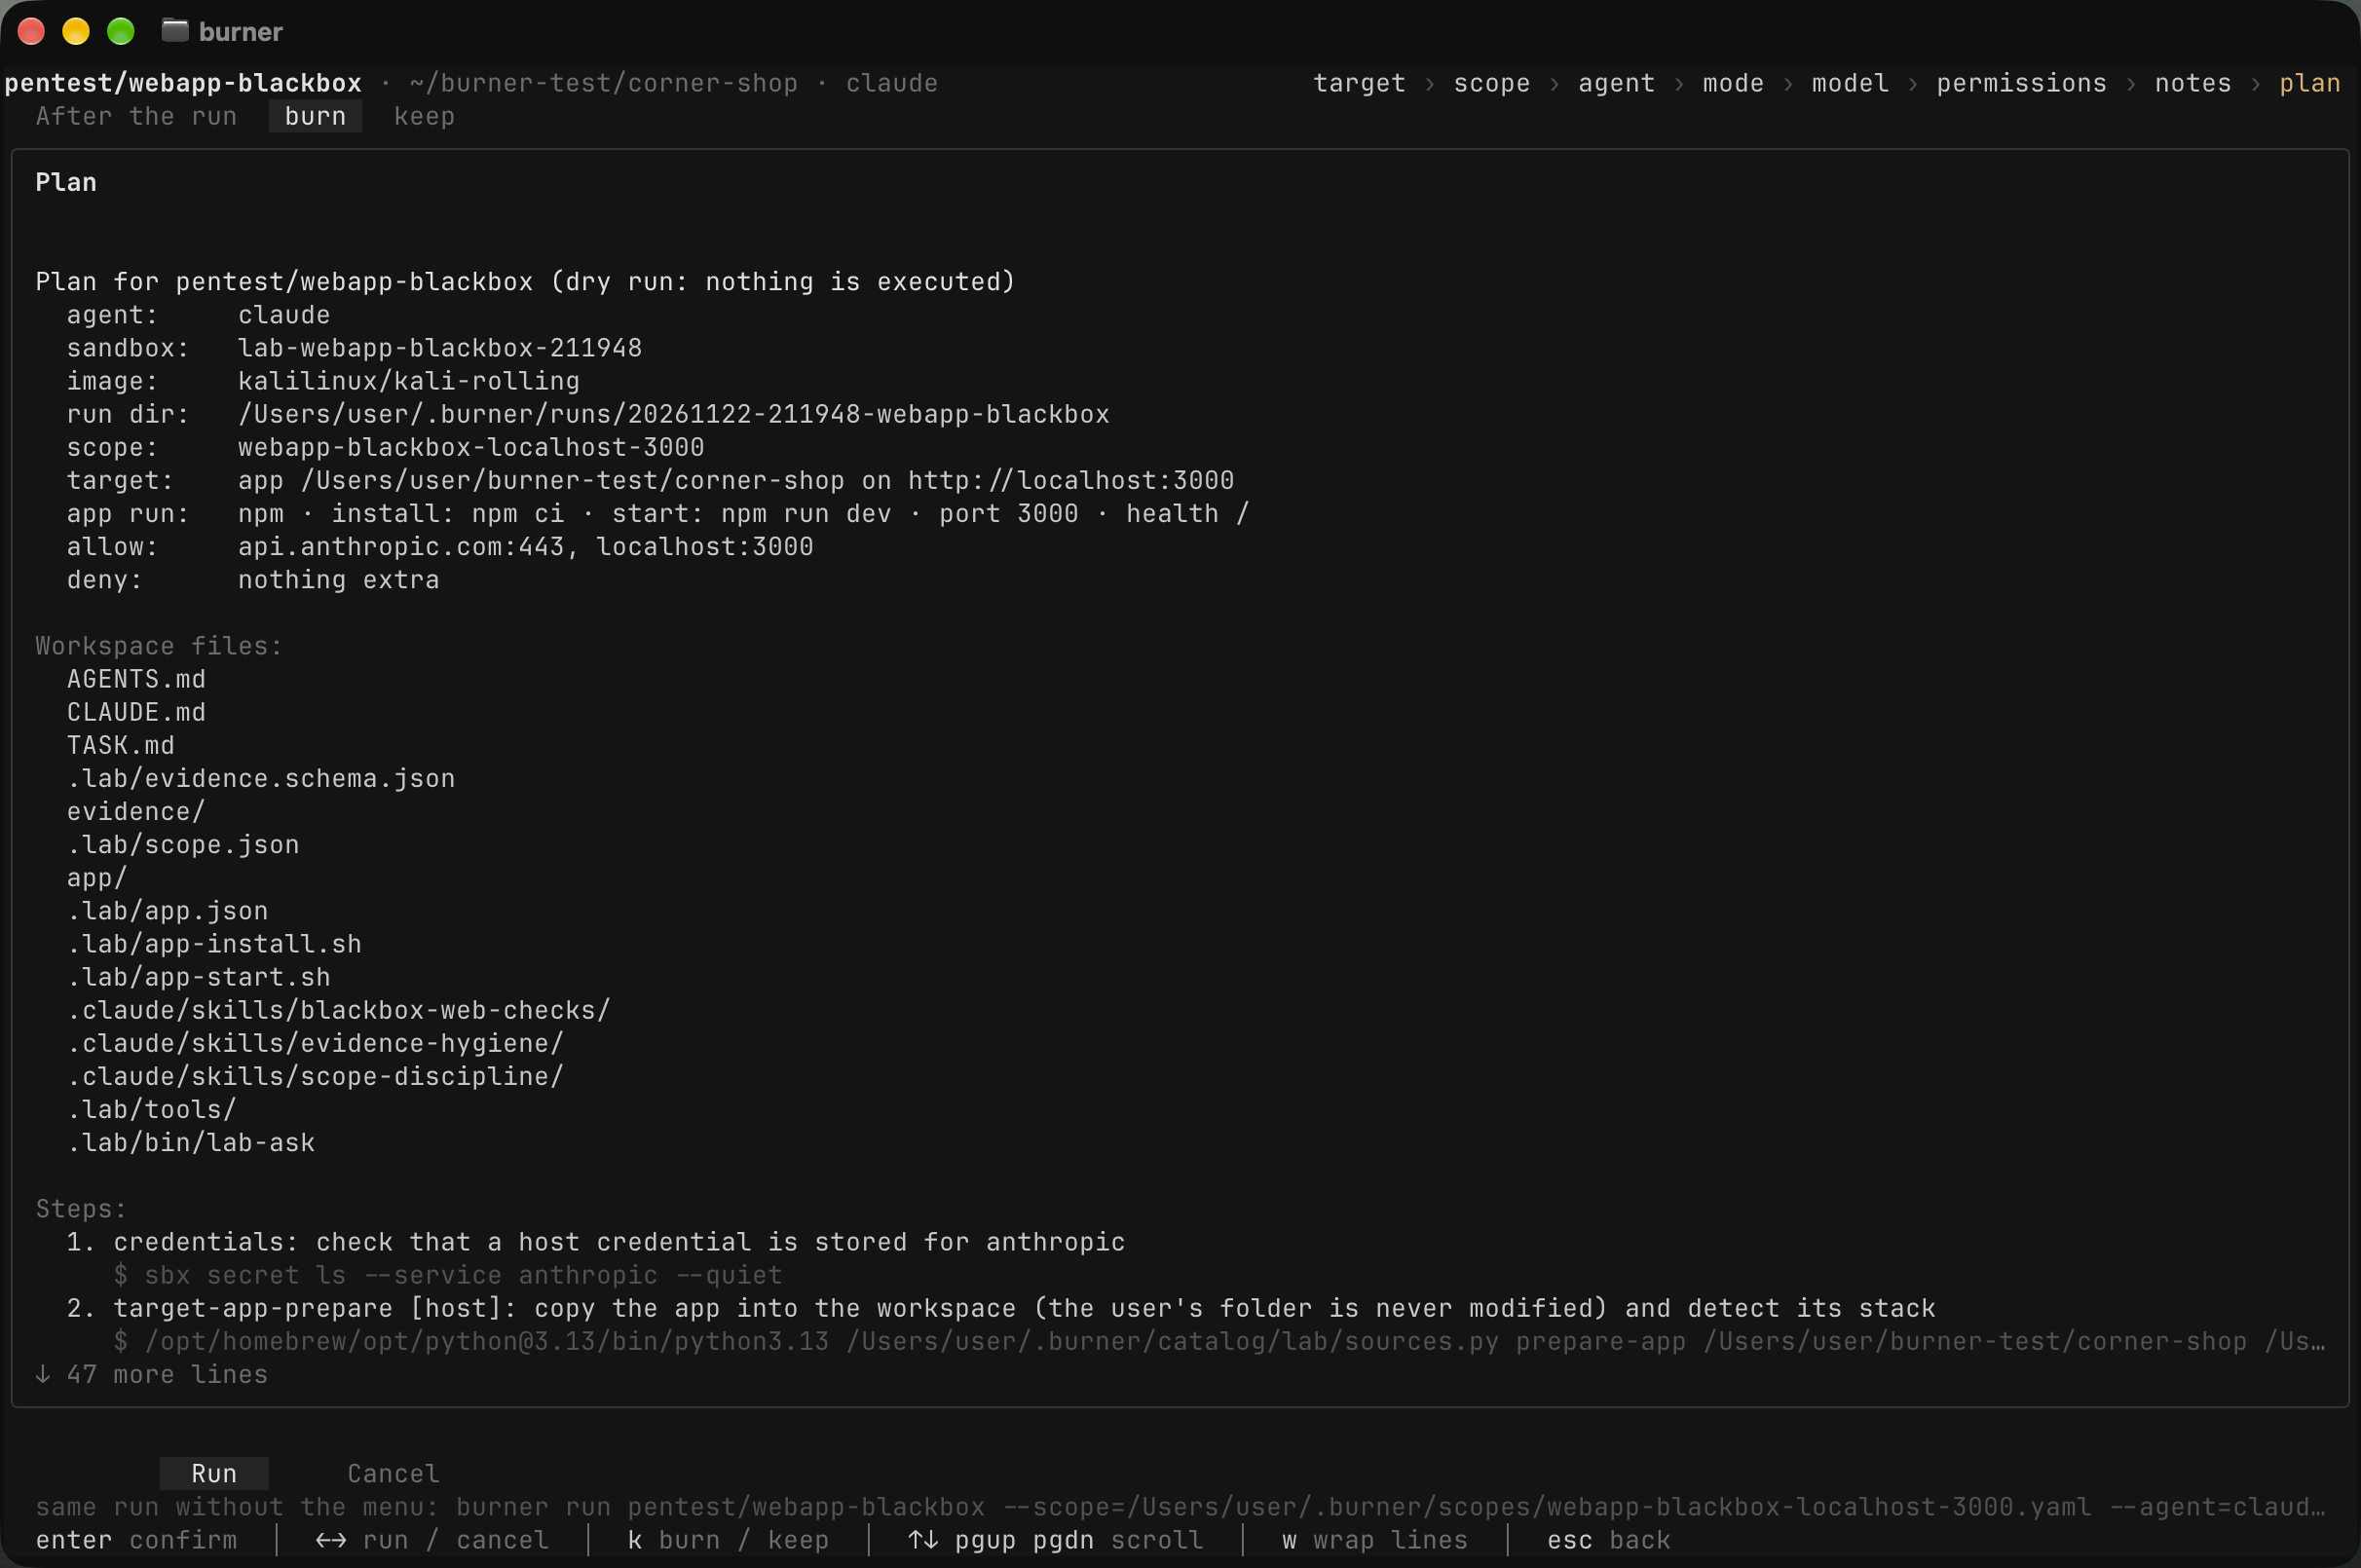 burner
pentest/webapp-blackbox · ~/burner-test/corner-shop · claude target › scope › agent › mode › model › permissions › notes › plan
After the run burn keep
Plan
Plan for pentest/webapp-blackbox (dry run: nothing is executed)
agent: claude
sandbox: lab-webapp-blackbox-211948
image: kalilinux/kali-rolling
run dir: /Users/user/.burner/runs/20261122-211948-webapp-blackbox
scope: webapp-blackbox-localhost-3000
target: app /Users/user/burner-test/corner-shop on http://localhost:3000
app run: npm · install: npm ci · start: npm run dev · port 3000 · health /
allow: api.anthropic.com:443, localhost:3000
deny: nothing extra
Workspace files:
AGENTS.md
CLAUDE.md
TASK.md
.lab/evidence.schema.json
evidence/
.lab/scope.json
app/
.lab/app.json
.lab/app-install.sh
.lab/app-start.sh
.claude/skills/blackbox-web-checks/
.claude/skills/evidence-hygiene/
.claude/skills/scope-discipline/
.lab/tools/
.lab/bin/lab-ask
Steps:
1. credentials: check that a host credential is stored for anthropic
$ sbx secret ls --service anthropic --quiet
2. target-app-prepare [host]: copy the app into the workspace (the user's folder is never modified) and detect its stack
$ /opt/homebrew/opt/python@3.13/bin/python3.13 /Users/user/.burner/catalog/lab/sources.py prepare-app /Users/user/burner-test/corner-shop /Us…
↓ 47 more lines
Run Cancel
same run without the menu: burner run pentest/webapp-blackbox --scope=/Users/user/.burner/scopes/webapp-blackbox-localhost-3000.yaml --agent=claud…
enter confirm │ ↔ run / cancel │ k burn / keep │ ↑↓ pgup pgdn scroll │ w wrap lines │ esc back